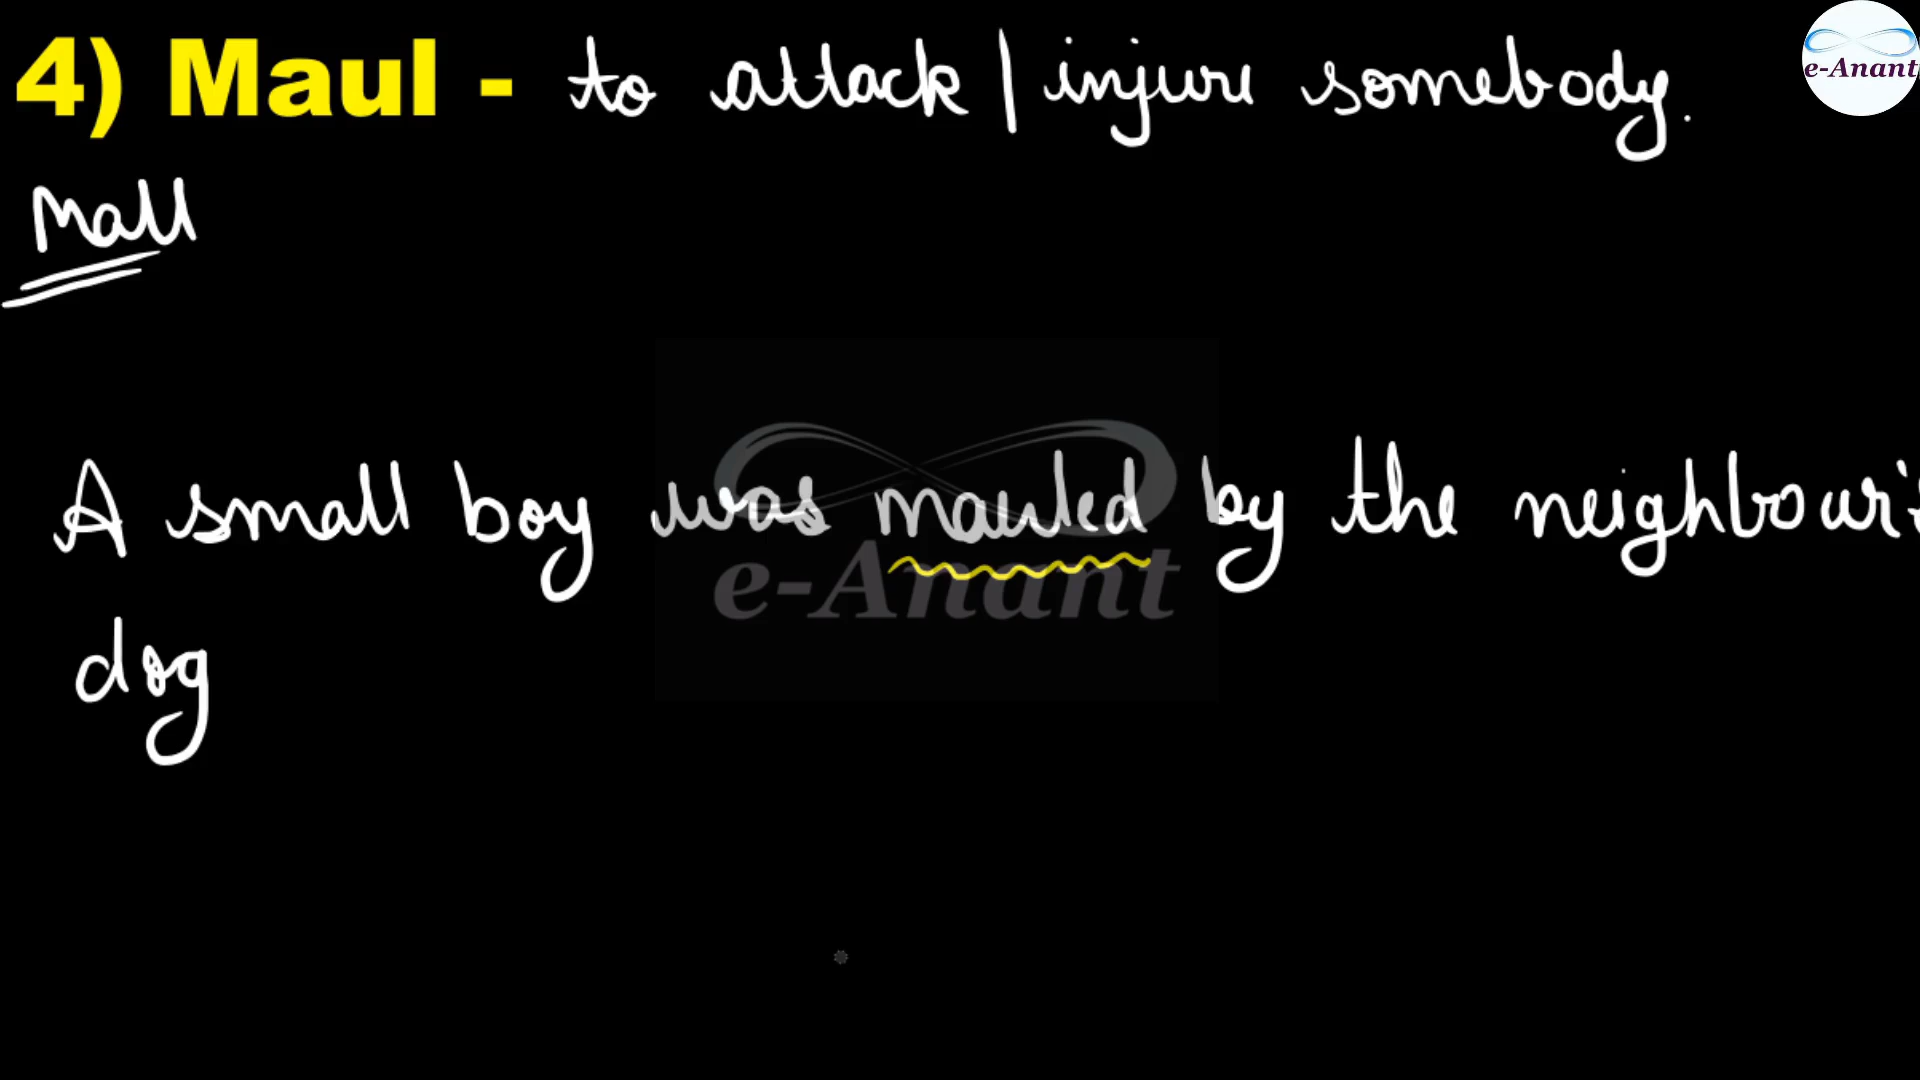 4) Maul - to attack | injure somebody.
e-Anant
Mall
A small boy was mauled by the neighbour's
e-Anant
dog